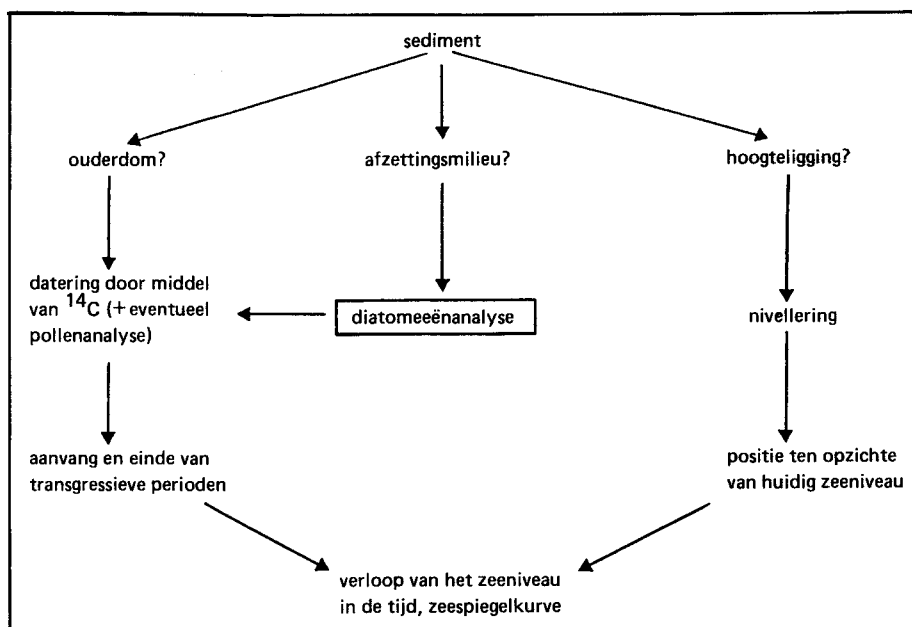 sediment
ouderdom?
afzettingsmilieu?
hoogteligging?
datering door middel
van 14C (+ eventueel
pollenanalyse)
diatomeeënanalyse
nivellering
aanvang en einde van
transgressieve perioden
positie ten opzichte
van huidig zeeniveau
verloop van het zeeniveau
in de tijd, zeespiegelkurve